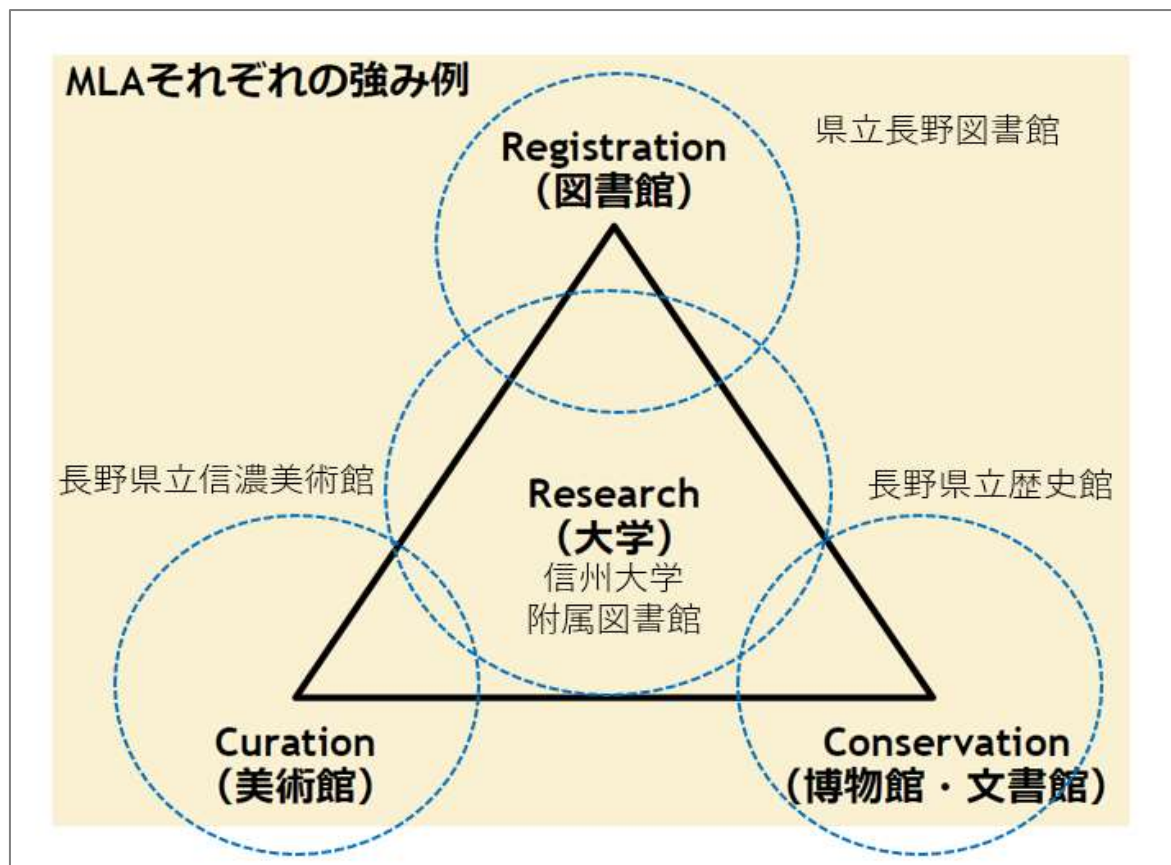 MLAそれぞれの強み例
県立長野図書館
Registration
（図書館）
長野県立信濃美術館
長野県立歴史館
Research
（大学）
信州大学
附属図書館
Curation
（美術館）
Conservation
（博物館・文書館）